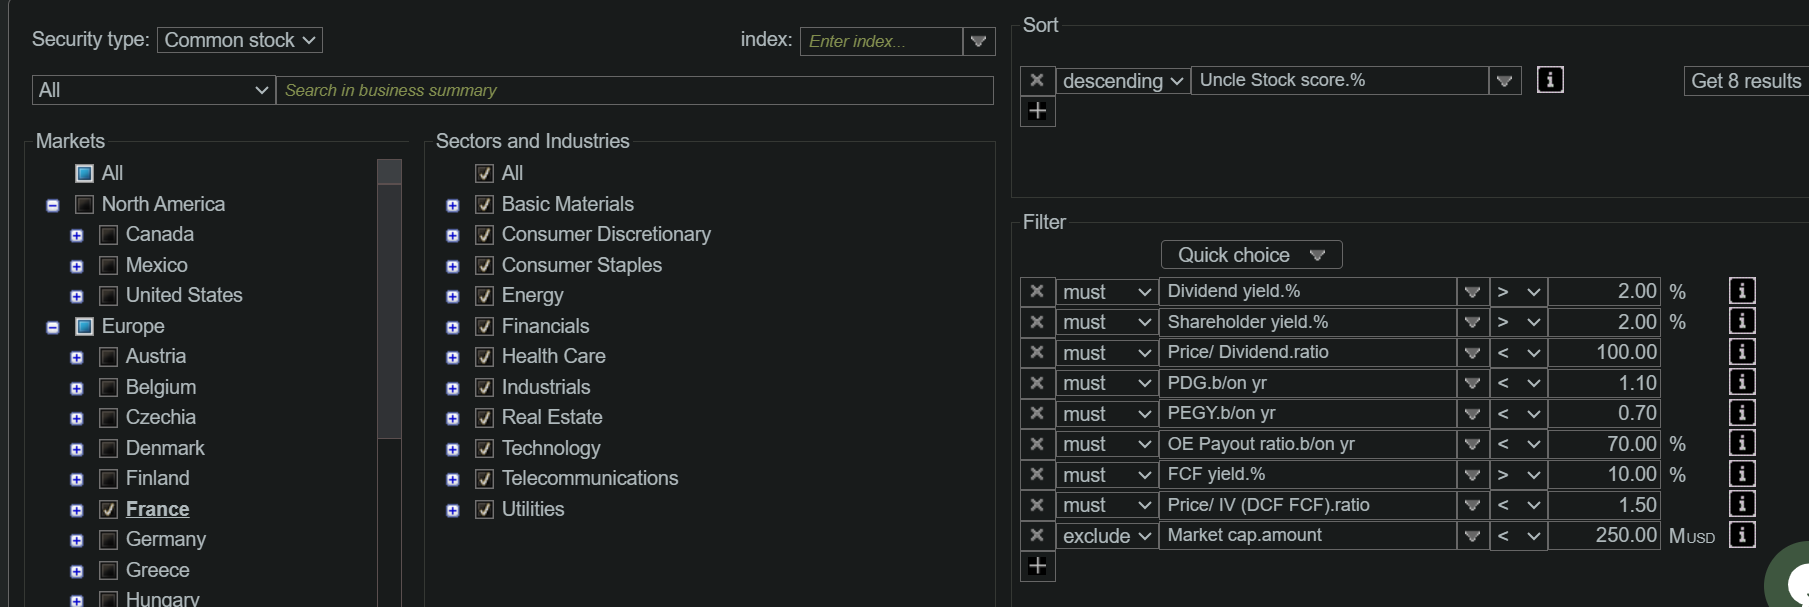 Security type: Common stock
index: Enter index...
All Search in business summary
Markets
All
North America
Canada
Mexico
United States
Europe
Austria
Belgium
Czechia
Denmark
Finland
France
Germany
Greece
Hungary
Sectors and Industries
All
Basic Materials
Consumer Discretionary
Consumer Staples
Energy
Financials
Health Care
Industrials
Real Estate
Technology
Telecommunications
Utilities
Sort
descending Uncle Stock score.% i Get 8 results
Filter
Quick choice
must Dividend yield.% > 2.00 % i
must Shareholder yield.% > 2.00 % i
must Price/ Dividend.ratio < 100.00 i
must PDG.b/on yr < 1.10 i
must PEGY.b/on yr < 0.70 i
must OE Payout ratio.b/on yr < 70.00 % i
must FCF yield.% > 10.00 % i
must Price/ IV (DCF FCF).ratio < 1.50 i
exclude Market cap.amount < 250.00 MUSD i